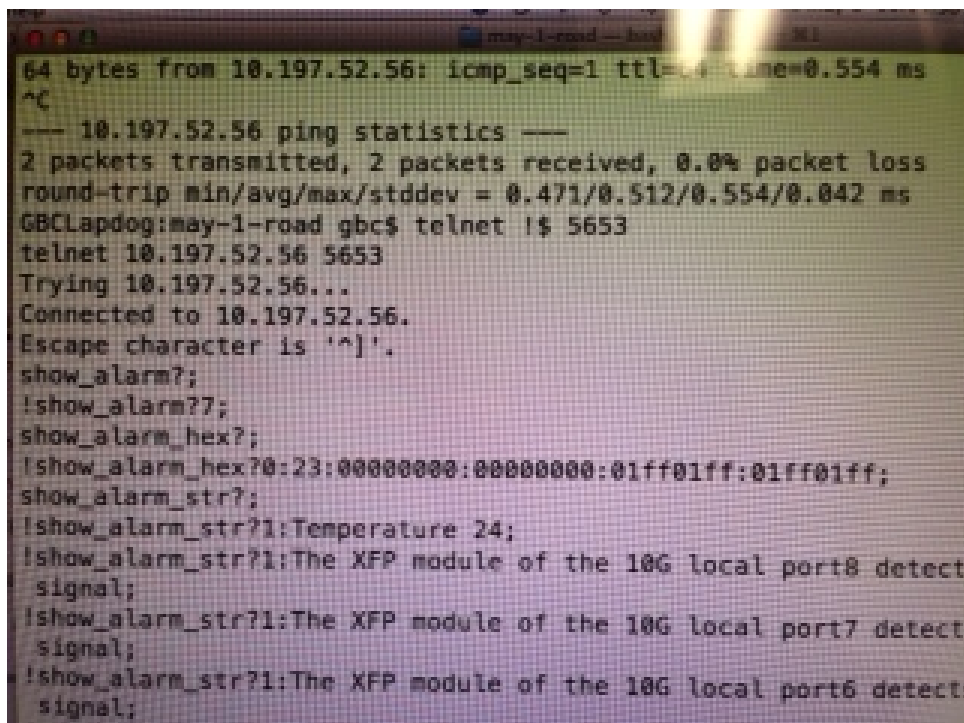 may-1-road — bash
64 bytes from 10.197.52.56: icmp_seq=1 time=0.554 ms
^C
--- 10.197.52.56 ping statistics ---
2 packets transmitted, 2 packets received, 0.0% packet loss
round-trip min/avg/max/stddev = 0.471/0.512/0.554/0.042 ms
GBCLapdog:may-1-road gbc$ telnet !$ 5653
telnet 10.197.52.56 5653
Trying 10.197.52.56...
Connected to 10.197.52.56.
Escape character is '^]'.
show_alarm?;
!show_alarm?7;
show_alarm_hex?;
!show_alarm_hex?0:23:00000000:00000000:01ff01ff:01ff01ff;
show_alarm_str?;
!show_alarm_str?1:Temperature 24;
!show_alarm_str?1:The XFP module of the 10G local port8 detect
signal;
!show_alarm_str?1:The XFP module of the 10G local port7 detect
signal;
!show_alarm_str?1:The XFP module of the 10G local port6 detect
signal;